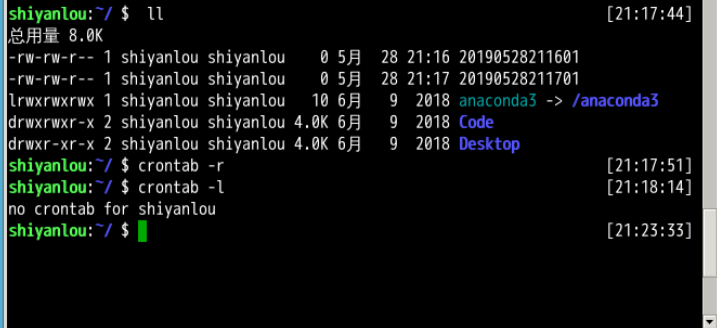 shiyanlou:~/ $  ll [21:17:44]
总用量 8.0K
-rw-rw-r-- 1 shiyanlou shiyanlou    0 5月  28 21:16 20190528211601
-rw-rw-r-- 1 shiyanlou shiyanlou    0 5月  28 21:17 20190528211701
lrwxrwxrwx 1 shiyanlou shiyanlou   10 6月   9  2018 anaconda3 -> /anaconda3
drwxrwxr-x 2 shiyanlou shiyanlou 4.0K 6月   9  2018 Code
drwxr-xr-x 2 shiyanlou shiyanlou 4.0K 6月   9  2018 Desktop
shiyanlou:~/ $ crontab -r [21:17:51]
shiyanlou:~/ $ crontab -l [21:18:14]
no crontab for shiyanlou
shiyanlou:~/ $ [21:23:33]